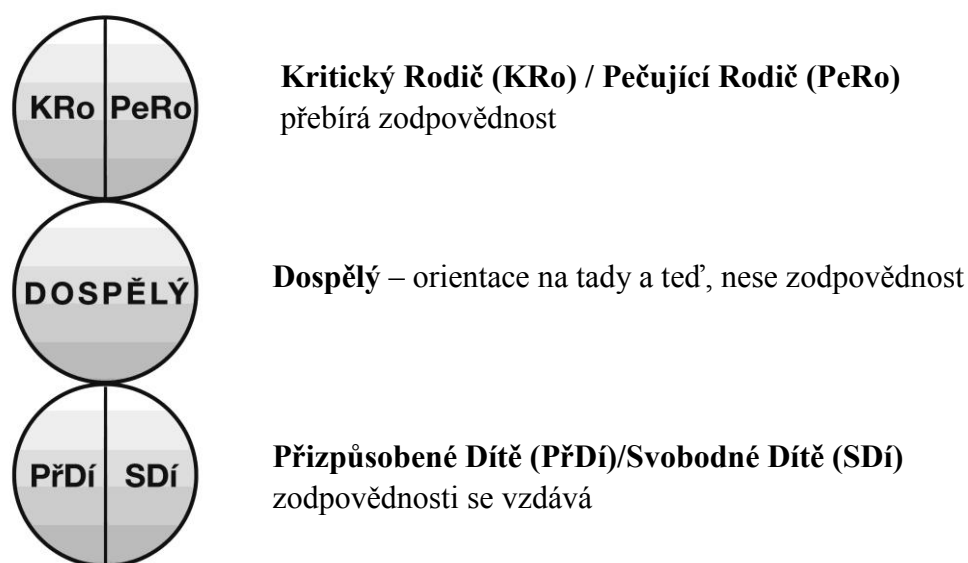 KRo PeRo
Kritický Rodič (KRo) / Pečující Rodič (PeRo)
přebírá zodpovědnost
DOSPĚLÝ
Dospělý – orientace na tady a teď, nese zodpovědnost
PřDí SDí
Přizpůsobené Dítě (PřDí)/Svobodné Dítě (SDí)
zodpovědnosti se vzdává